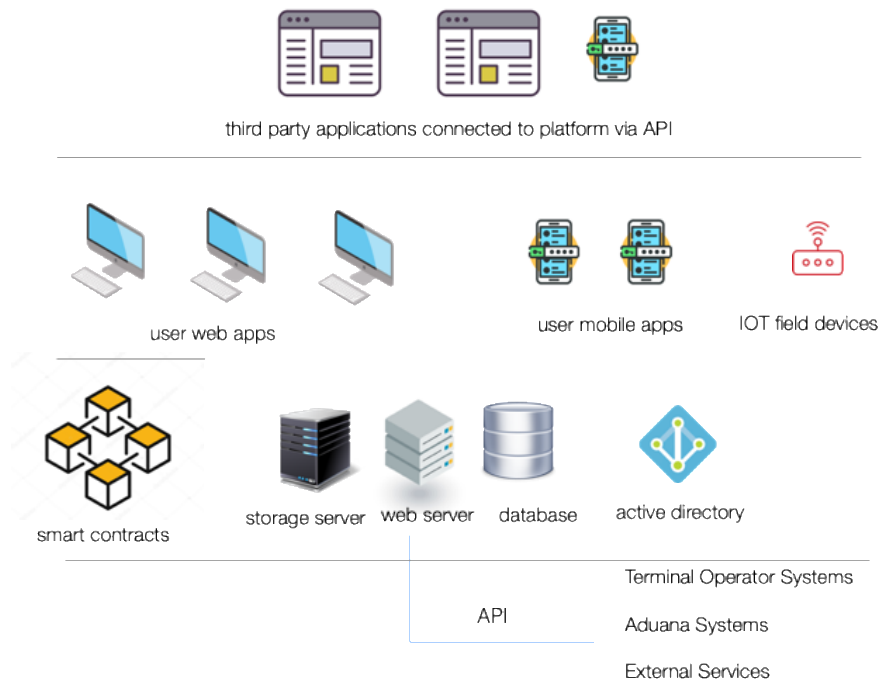 third party applications connected to platform via API
user web apps
user mobile apps
IOT field devices
smart contracts
storage server
web server
database
active directory
API
Terminal Operator Systems
Aduana Systems
External Services